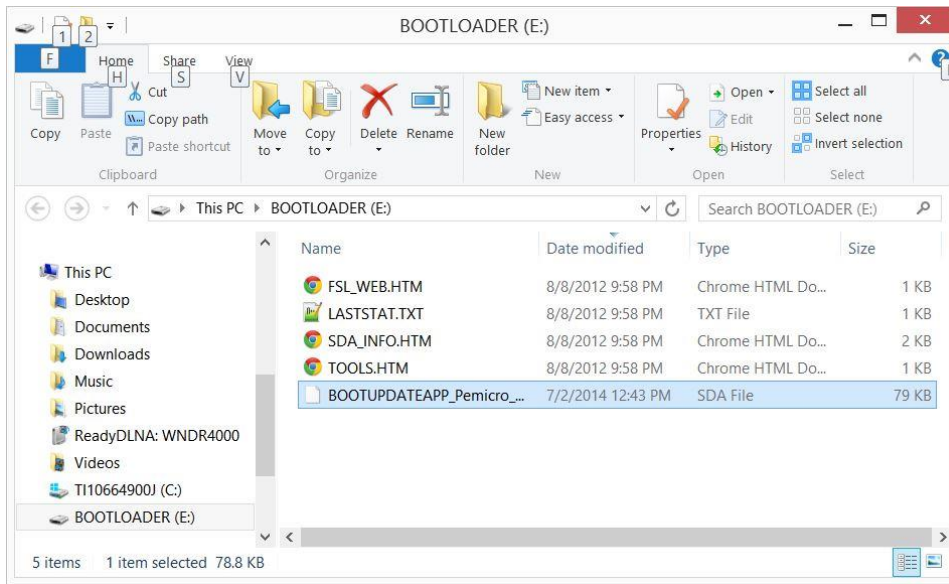 BOOTLOADER (E:)
1 2
F Home Share View
H S V
Copy
Paste
Cut
W... Copy path
Paste shortcut
Clipboard
Move to
Copy to
Delete
Rename
Organize
New folder
New item
Easy access
New
Properties
Open
Edit
History
Open
Select all
Select none
Invert selection
Select
This PC BOOTLOADER (E:)
Search BOOTLOADER (E:)
Name Date modified Type Size
This PC
Desktop
Documents
Downloads
Music
Pictures
ReadyDLNA: WNDR4000
Videos
TI10664900J (C:)
BOOTLOADER (E:)
FSL_WEB.HTM 8/8/2012 9:58 PM Chrome HTML Do... 1 KB
LASTSTAT.TXT 8/8/2012 9:58 PM TXT File 1 KB
SDA_INFO.HTM 8/8/2012 9:58 PM Chrome HTML Do... 2 KB
TOOLS.HTM 8/8/2012 9:58 PM Chrome HTML Do... 1 KB
BOOTUPDATEAPP_Pemicro_... 7/2/2014 12:43 PM SDA File 79 KB
5 items 1 item selected 78.8 KB